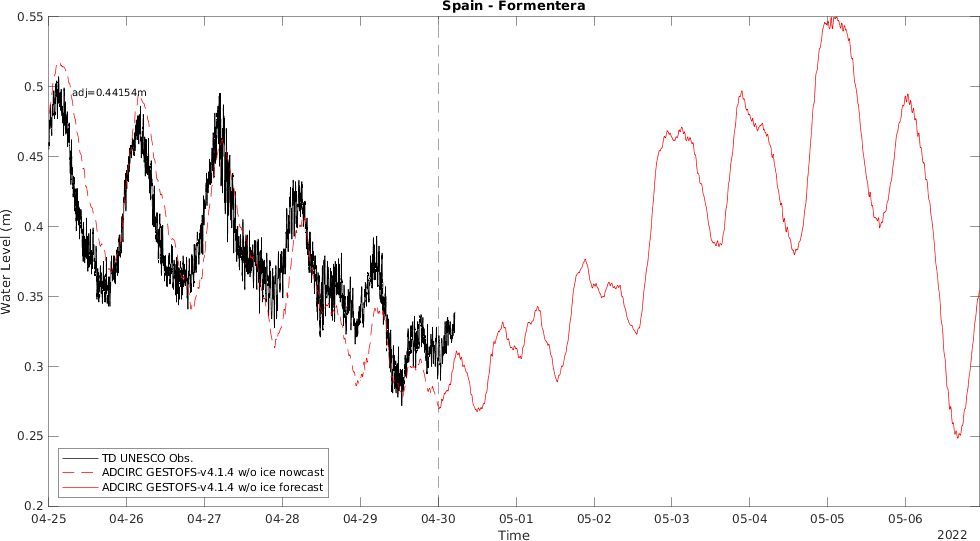 Spain - Formentera
Water Level (m)
0.55
0.5
0.45
0.4
0.35
0.3
0.25
0.2
adj=0.44154m
TD UNESCO Obs.
ADCIRC GESTOFS-v4.1.4 w/o ice nowcast
ADCIRC GESTOFS-v4.1.4 w/o ice forecast
04-25 04-26 04-27 04-28 04-29 04-30 05-01 05-02 05-03 05-04 05-05 05-06
Time
2022